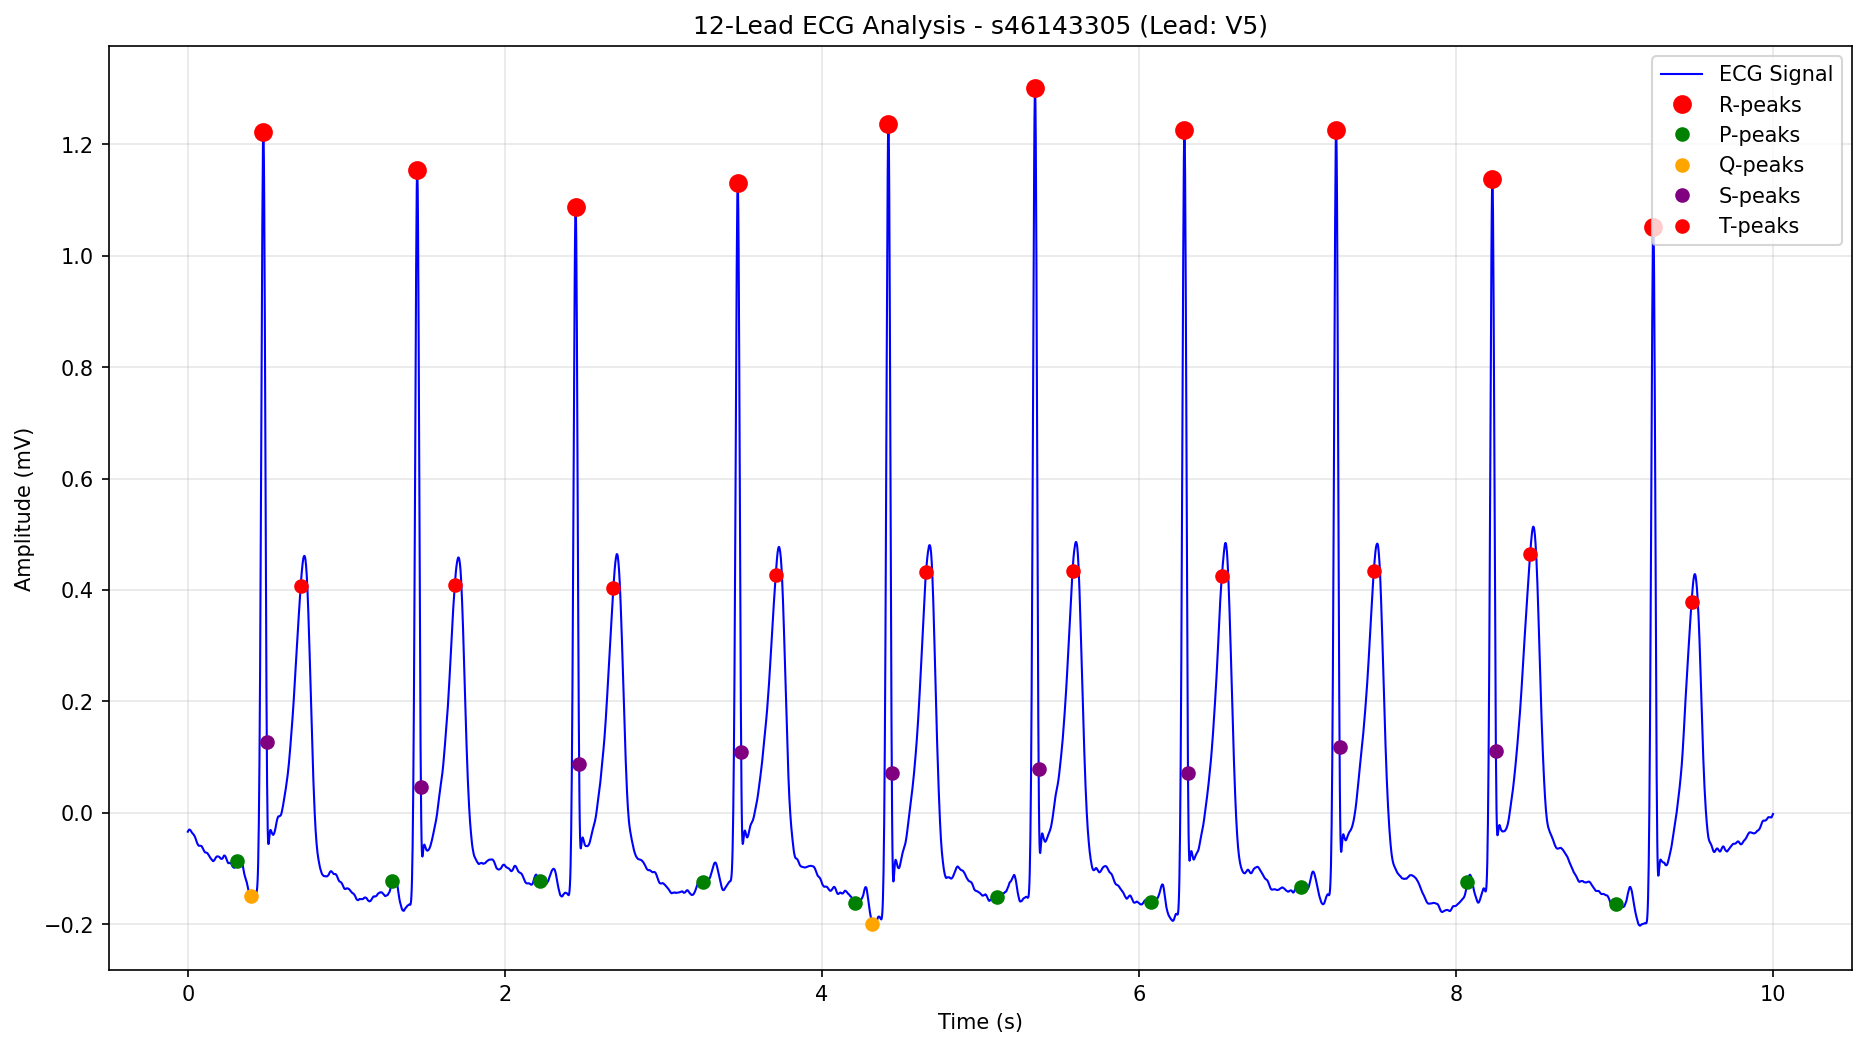 12-Lead ECG Analysis - s46143305 (Lead: V5)
ECG Signal
R-peaks
P-peaks
Q-peaks
S-peaks
T-peaks
Amplitude (mV)
1.2
1.0
0.8
0.6
0.4
0.2
0.0
−0.2
0
2
4
6
8
10
Time (s)